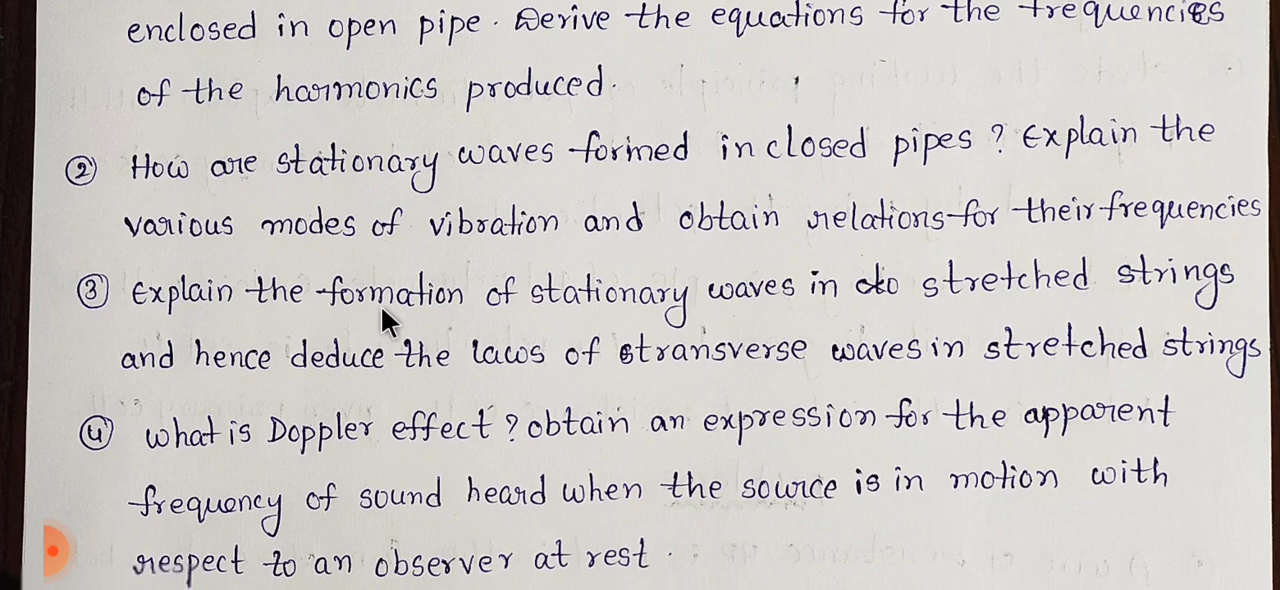 enclosed in open pipe. Derive the equations for the frequencies
of the harmonics produced.
② How are stationary waves formed in closed pipes? Explain the
various modes of vibration and obtain relations for their frequencies
③ Explain the formation of stationary waves in stretched strings
and hence deduce the laws of transverse waves in stretched strings
④ what is Doppler effect? obtain an expression for the apparent
frequency of sound heard when the source is in motion with
respect to an observer at rest.